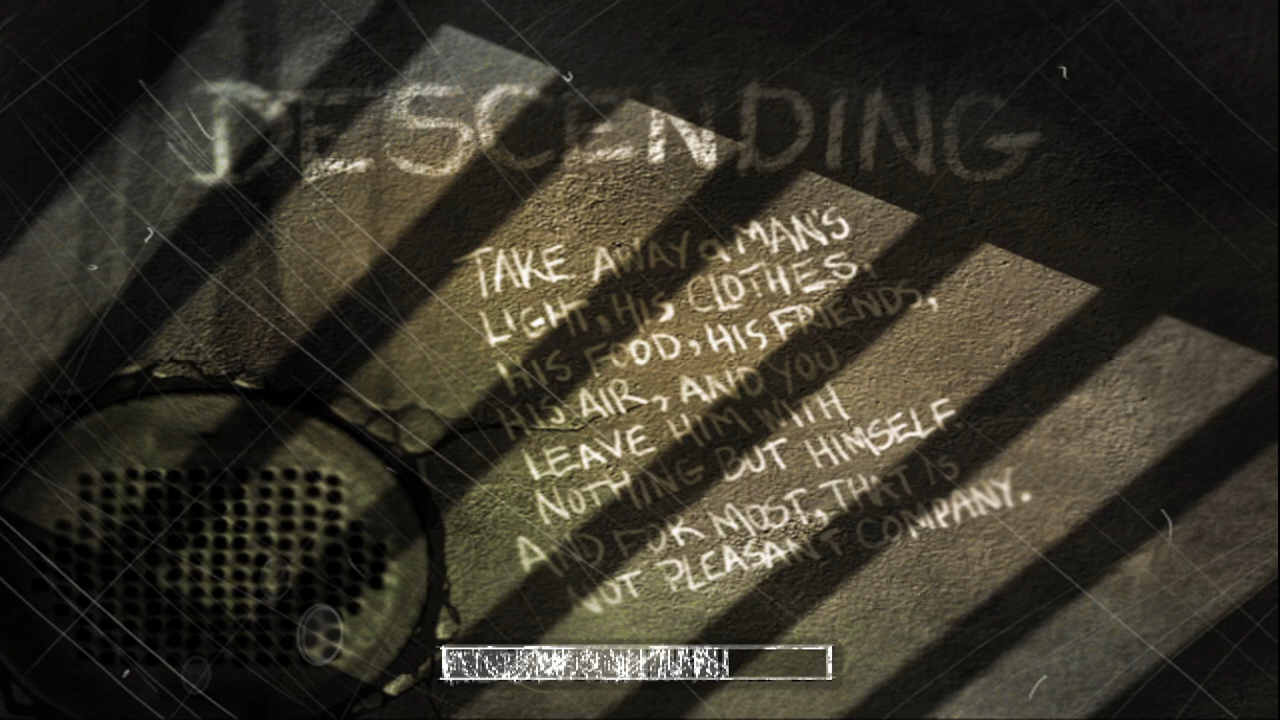 DESCENDING
TAKE AWAY a MAN'S
LIGHT, HIS CLOTHES,
HIS FOOD, HIS FRIENDS,
HIS AIR, AND YOU
LEAVE HIM WITH
NOTHING BUT HIMSELF.
AND FOR MOST, THAT IS
NOT PLEASANT COMPANY.